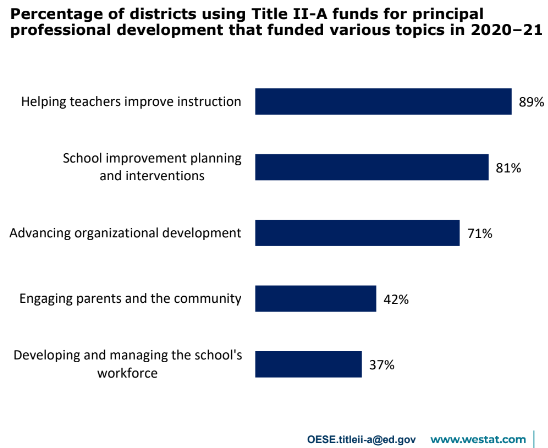 Percentage of districts using Title II-A funds for principal
professional development that funded various topics in 2020–21
Helping teachers improve instruction
89%
School improvement planning
and interventions
81%
Advancing organizational development
71%
Engaging parents and the community
42%
Developing and managing the school's
workforce
37%
OESE.titleii-a@ed.gov www.westat.com